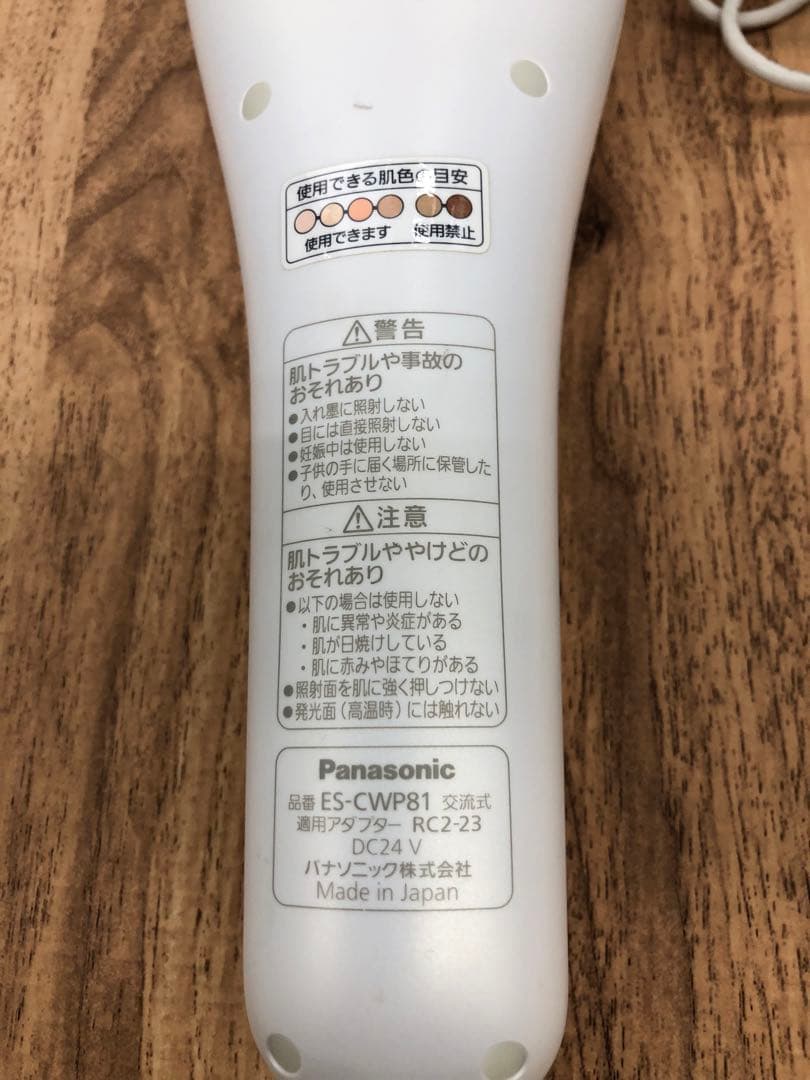 使用できる肌色の目安
使用できます 使用禁止
警告
肌トラブルや事故の
おそれあり
●入れ墨に照射しない
●目には直接照射しない
●妊娠中は使用しない
●子供の手に届く場所に保管した
り、使用させない
注意
肌トラブルややけどの
おそれあり
●以下の場合は使用しない
・肌に異常や炎症がある
・肌が日焼けしている
・肌に赤みやほてりがある
●照射面を肌に強く押しつけない
●発光面(高温時)には触れない
Panasonic
品番 ES-CWP81 交流式
適用アダプター RC2-23
DC24 V
パナソニック株式会社
Made in Japan